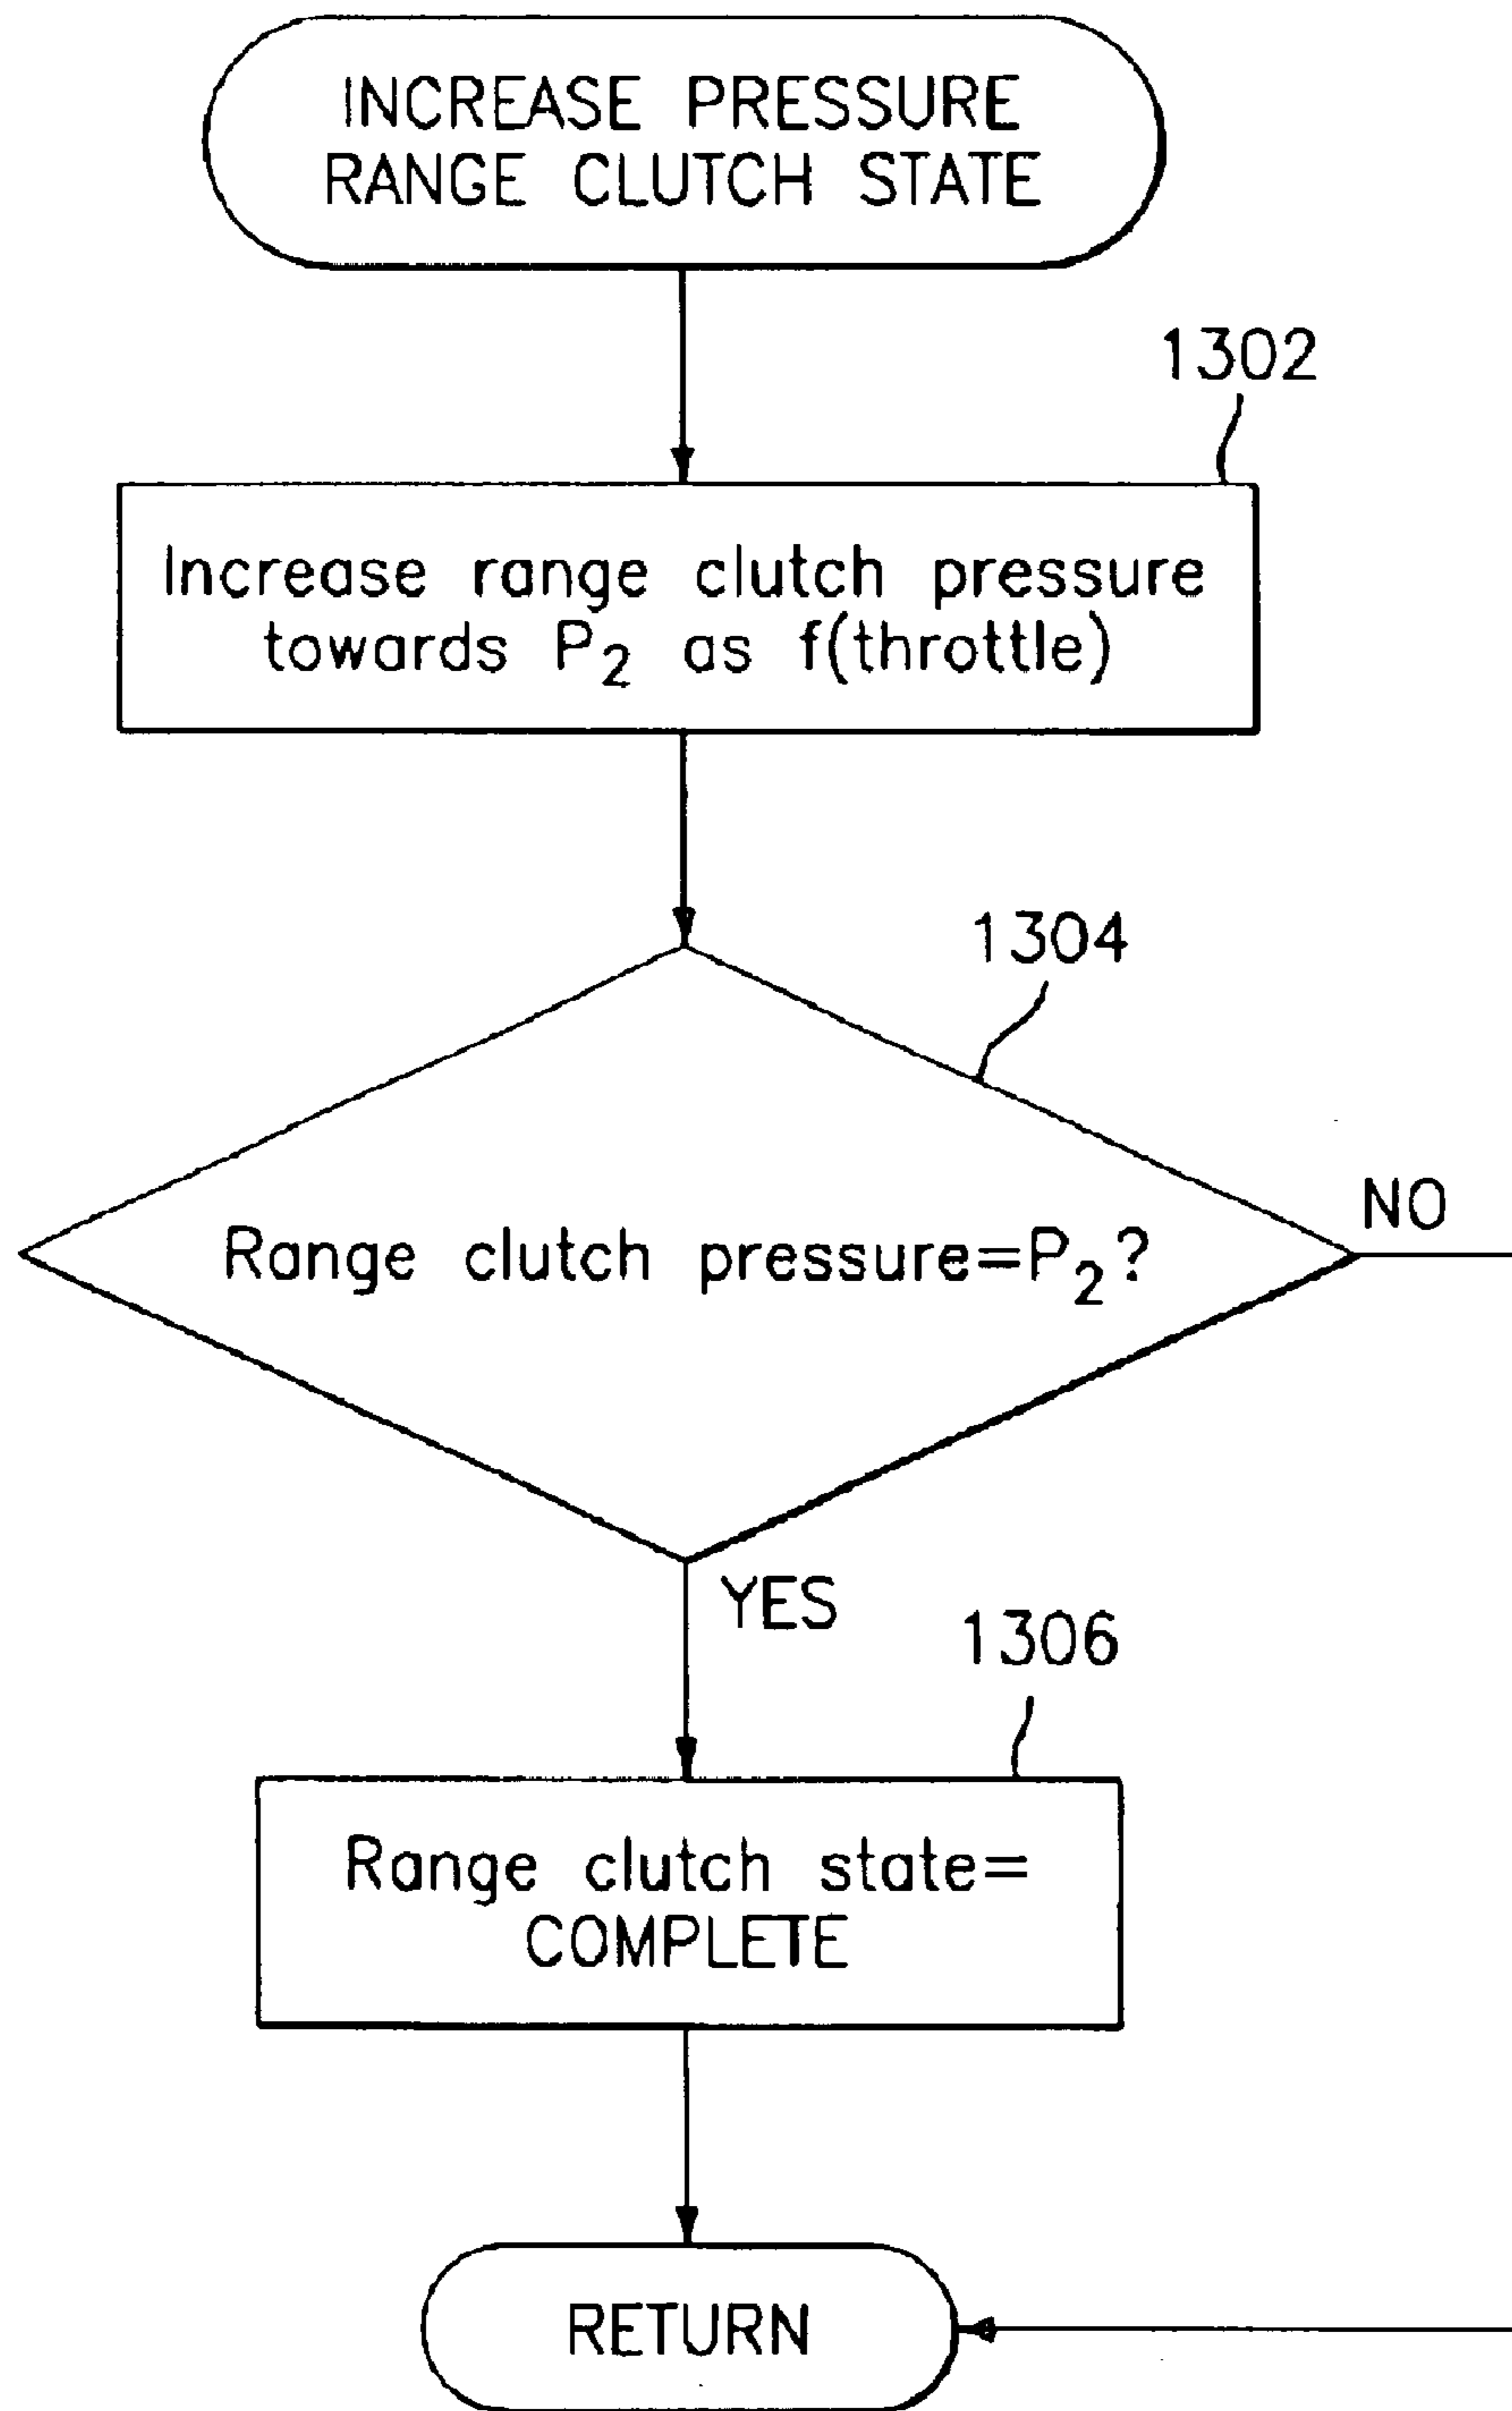 INCREASE PRESSURE
RANGE CLUTCH STATE
1302
Increase range clutch pressure
towards P₂ as f(throttle)
1304
NO
Range clutch pressure=P₂?
YES
1306
Range clutch state=
COMPLETE
RETURN